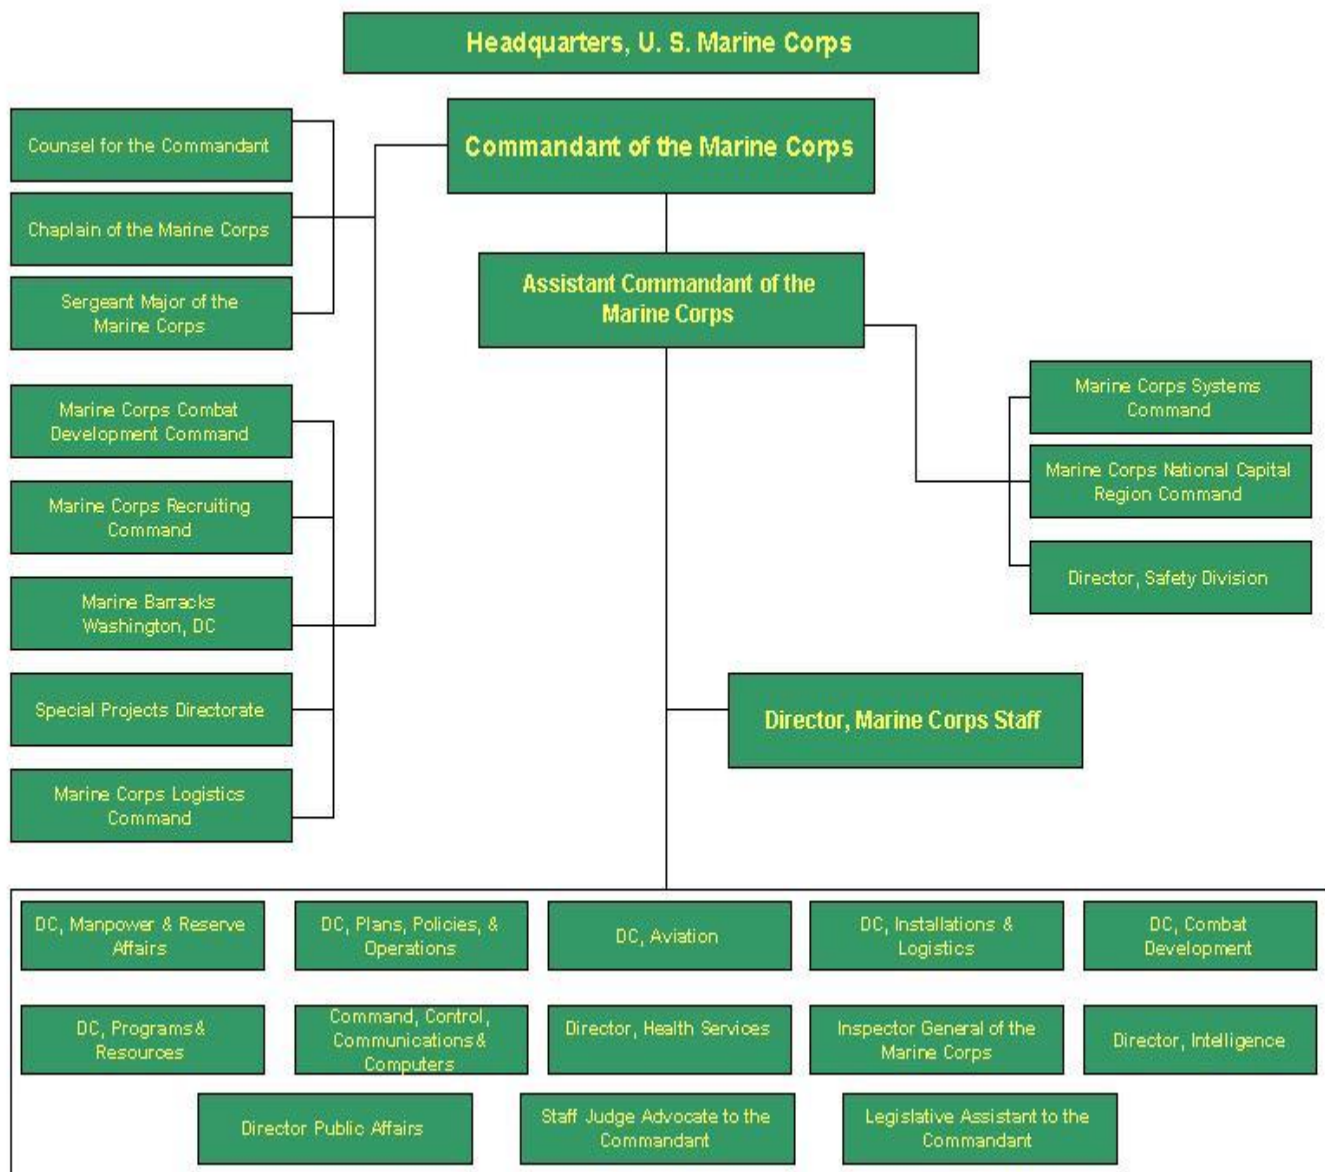 Headquarters, U. S. Marine Corps
Commandant of the Marine Corps
Counsel for the Commandant
Chaplain of the Marine Corps
Sergeant Major of the
Marine Corps
Assistant Commandant of the
Marine Corps
Marine Corps Combat
Development Command
Marine Corps Recruiting
Command
Marine Barracks
Washington, DC
Special Projects Directorate
Marine Corps Logistics
Command
Marine Corps Systems
Command
Marine Corps National Capital
Region Command
Director, Safety Division
Director, Marine Corps Staff
DC, Manpower & Reserve
Affairs
DC, Plans, Policies, &
Operations
DC, Aviation
DC, Installations &
Logistics
DC, Combat
Development
DC, Programs &
Resources
Command, Control,
Communications &
Computers
Director, Health Services
Inspector General of the
Marine Corps
Director, Intelligence
Director Public Affairs
Staff Judge Advocate to the
Commandant
Legislative Assistant to the
Commandant